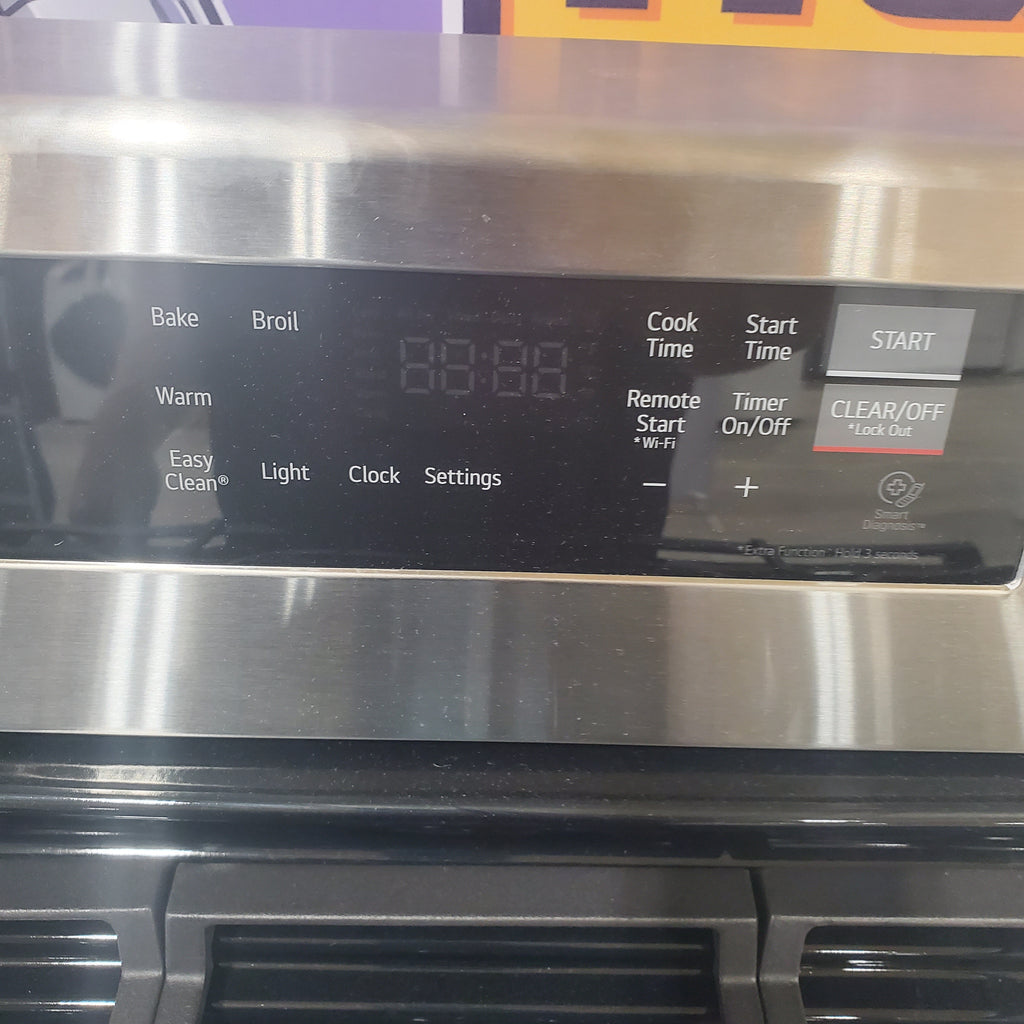 Bake Broil
Cook
Time
Start
Time
START
Warm
Remote
Start
*Wi-Fi
Timer
On/Off
CLEAR/OFF
*Lock Out
Easy
Clean®
Light Clock Settings
− +
Smart
Diagnosis™
*Extra Function : Hold 3 seconds